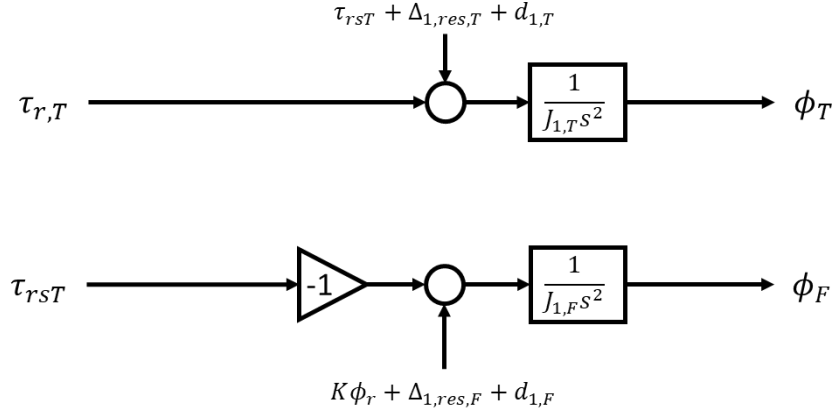 τ_{rsT} + Δ_{1,res,T} + d_{1,T}
τ_{r,T}
1
J_{1,T}s^2
ϕ_T
τ_{rsT}
-1
1
J_{1,F}s^2
ϕ_F
Kϕ_r + Δ_{1,res,F} + d_{1,F}